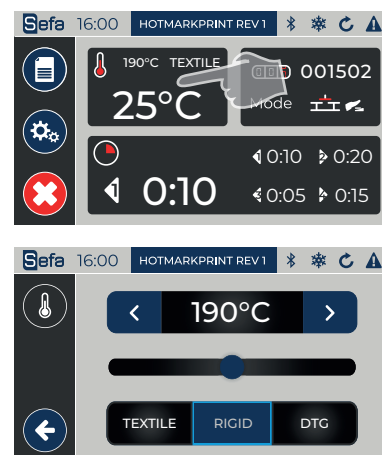 Sefa 16:00 HOTMARKPRINT REV 1
190°C TEXTILE
25°C
001502
Mode
0:10 0:20
1 0:10
0:05 0:15
Sefa 16:00 HOTMARKPRINT REV 1
190°C
TEXTILE RIGID DTG